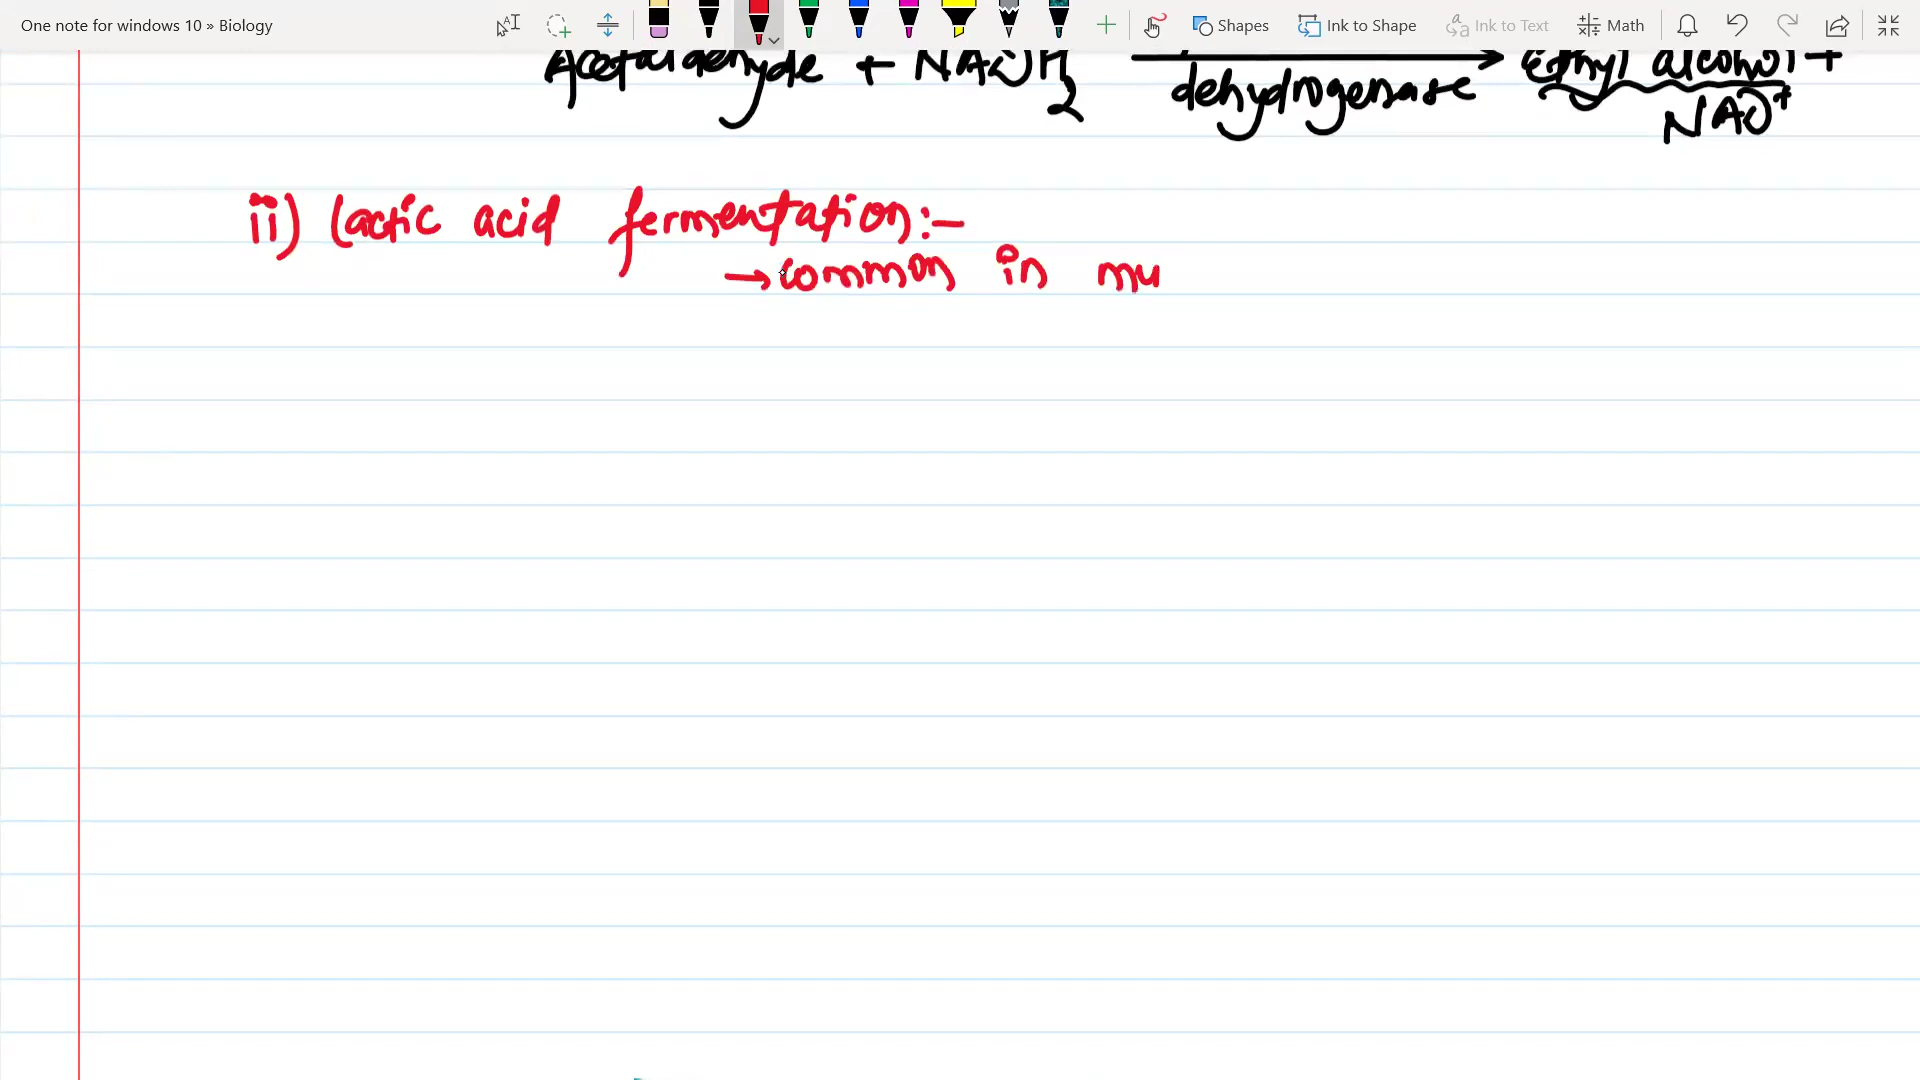 One note for windows 10 » Biology
Shapes
Ink to Shape
Ink to Text
Math
Acetaldehyde + NADH2 → ethyl alcohol +
dehydrogenase
NAD+
ii) Lactic acid fermentation:-
→ common in mu